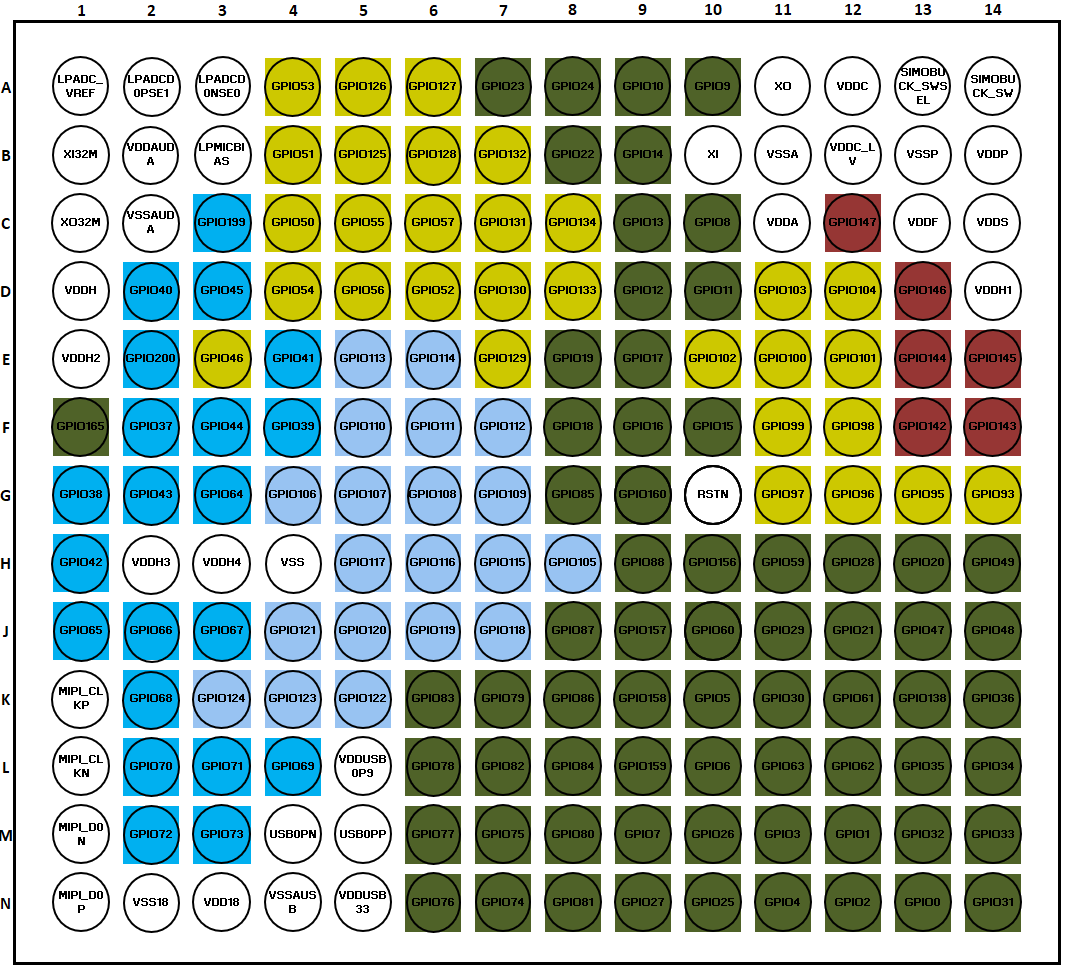 1 2 3 4 5 6 7 8 9 10 11 12 13 14
A LPADC_VREF LPADCD0PSE1 LPADCD0NSE0 GPIO53 GPIO126 GPIO127 GPIO23 GPIO24 GPIO10 GPIO9 XO VDDC SIMOBUCK_SWSEL SIMOBUCK_SW
B XI32M VDDAUDA LPMICBIAS GPIO51 GPIO125 GPIO128 GPIO132 GPIO22 GPIO14 XI VSSA VDDC_LV VSSP VDDP
C XO32M VSSAUDA GPIO199 GPIO50 GPIO55 GPIO57 GPIO131 GPIO134 GPIO13 GPIO8 VDDA GPIO147 VDDF VDDS
D VDDH GPIO40 GPIO45 GPIO54 GPIO56 GPIO52 GPIO130 GPIO133 GPIO12 GPIO11 GPIO103 GPIO104 GPIO146 VDDH1
E VDDH2 GPIO200 GPIO46 GPIO41 GPIO113 GPIO114 GPIO129 GPIO19 GPIO17 GPIO102 GPIO100 GPIO101 GPIO144 GPIO145
F GPIO165 GPIO37 GPIO44 GPIO39 GPIO110 GPIO111 GPIO112 GPIO18 GPIO16 GPIO15 GPIO99 GPIO98 GPIO142 GPIO143
G GPIO38 GPIO43 GPIO64 GPIO106 GPIO107 GPIO108 GPIO109 GPIO85 GPIO160 RSTN GPIO97 GPIO96 GPIO95 GPIO93
H GPIO42 VDDH3 VDDH4 VSS GPIO117 GPIO116 GPIO115 GPIO105 GPIO88 GPIO156 GPIO59 GPIO28 GPIO20 GPIO49
J GPIO65 GPIO66 GPIO67 GPIO121 GPIO120 GPIO119 GPIO118 GPIO87 GPIO157 GPIO60 GPIO29 GPIO21 GPIO47 GPIO48
K MIPI_CLKP GPIO68 GPIO124 GPIO123 GPIO122 GPIO83 GPIO79 GPIO86 GPIO158 GPIO5 GPIO30 GPIO61 GPIO138 GPIO36
L MIPI_CLKN GPIO70 GPIO71 GPIO69 VDDUSB0P9 GPIO78 GPIO82 GPIO84 GPIO159 GPIO6 GPIO63 GPIO62 GPIO35 GPIO34
M MIPI_D0N GPIO72 GPIO73 USB0PN USB0PP GPIO77 GPIO75 GPIO80 GPIO7 GPIO26 GPIO3 GPIO1 GPIO32 GPIO33
N MIPI_D0P VSS18 VDD18 VSSAUSB VDDUSB33 GPIO76 GPIO74 GPIO81 GPIO27 GPIO25 GPIO4 GPIO2 GPIO0 GPIO31